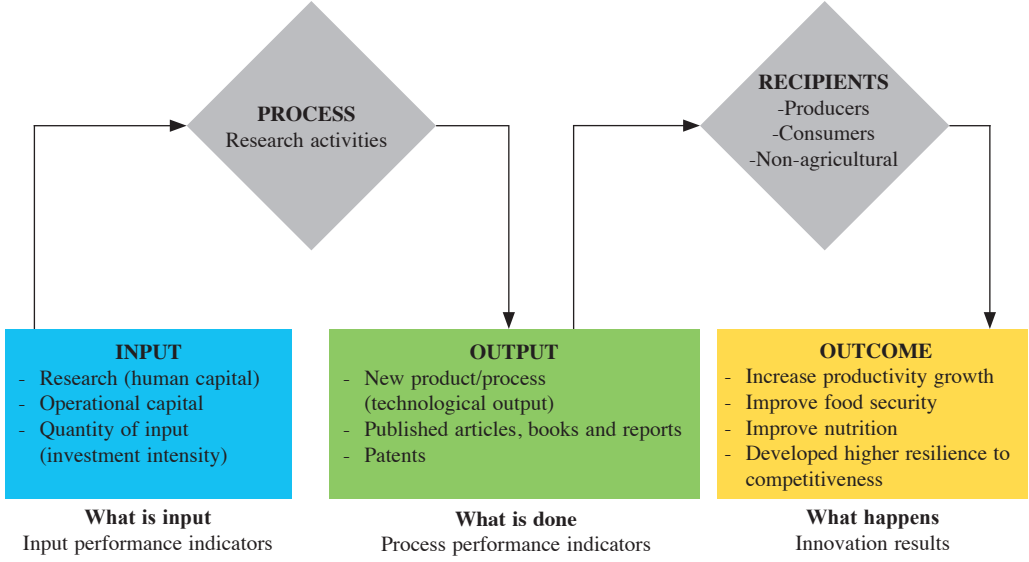 PROCESS
Research activities
RECIPIENTS
-Producers
-Consumers
-Non-agricultural
INPUT
- Research (human capital)
- Operational capital
- Quantity of input
(investment intensity)
What is input
Input performance indicators
OUTPUT
- New product/process
(technological output)
- Published articles, books and reports
- Patents
What is done
Process performance indicators
OUTCOME
- Increase productivity growth
- Improve food security
- Improve nutrition
- Developed higher resilience to
competitiveness
What happens
Innovation results